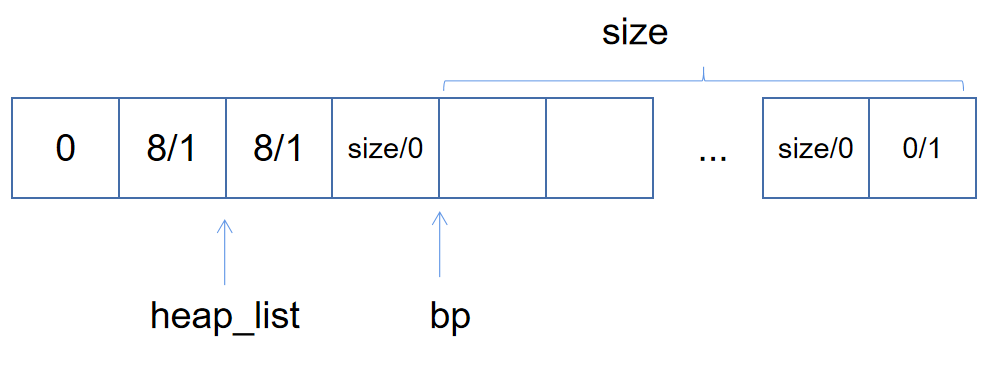 size
0 8/1 8/1 size/0 ... size/0 0/1
heap_list bp